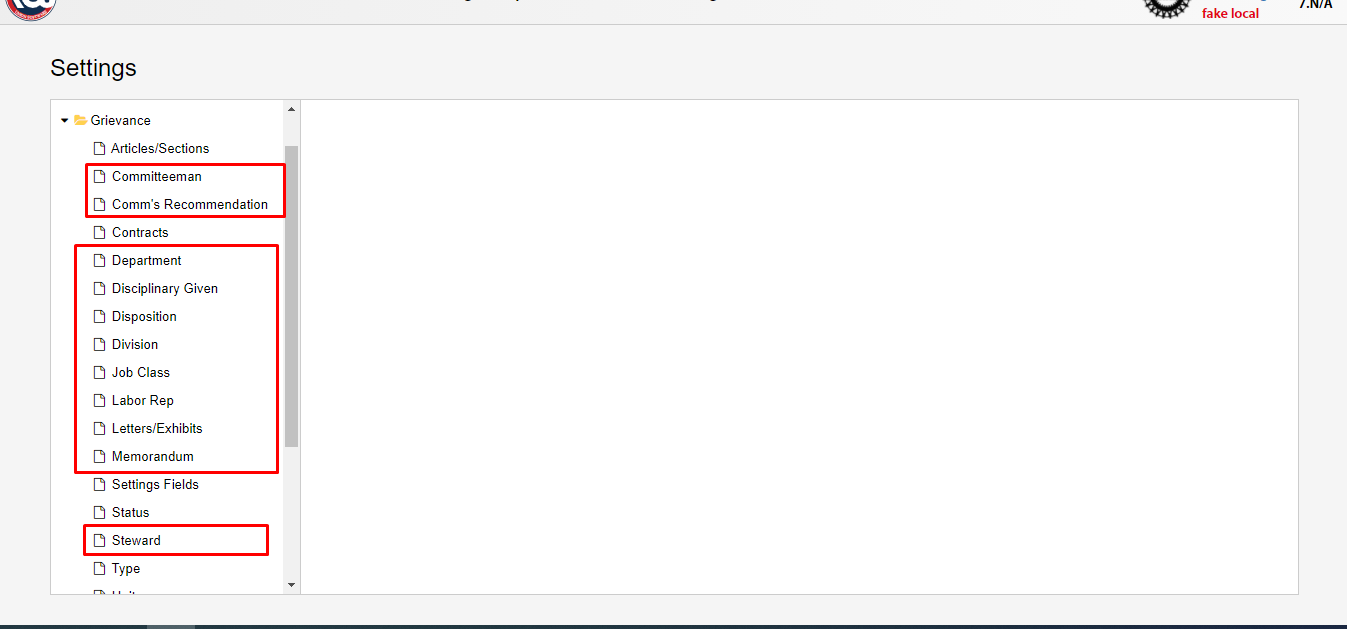 fake local
7.N/A
Settings
Grievance
Articles/Sections
Committeeman
Comm's Recommendation
Contracts
Department
Disciplinary Given
Disposition
Division
Job Class
Labor Rep
Letters/Exhibits
Memorandum
Settings Fields
Status
Steward
Type